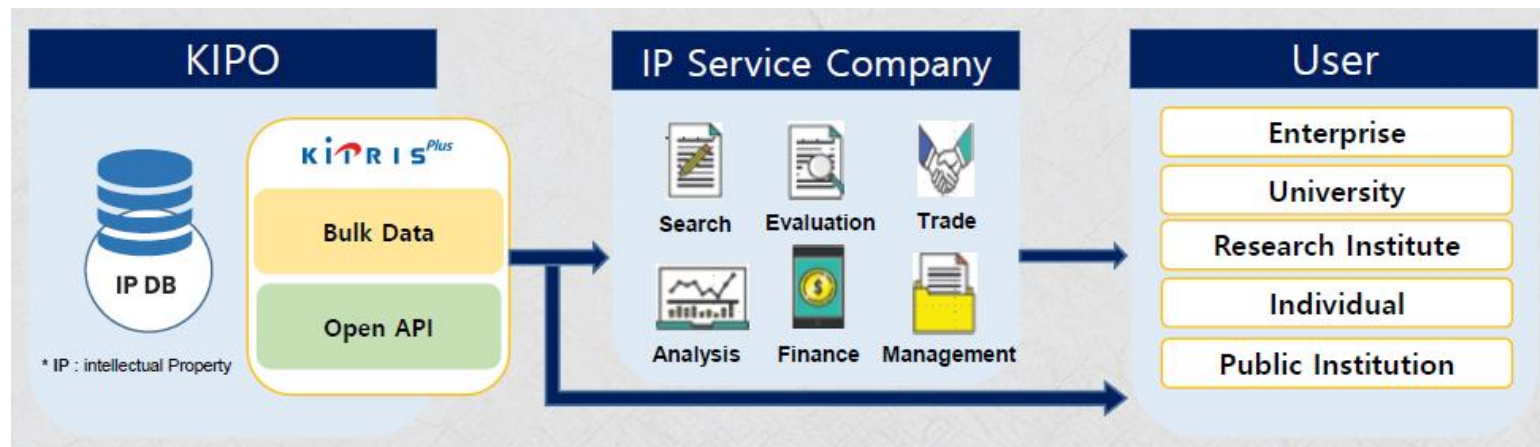 KIPO
IP DB
* IP : intellectual Property
KIPRIS Plus
Bulk Data
Open API
IP Service Company
Search
Evaluation
Trade
Analysis
Finance
Management
User
Enterprise
University
Research Institute
Individual
Public Institution